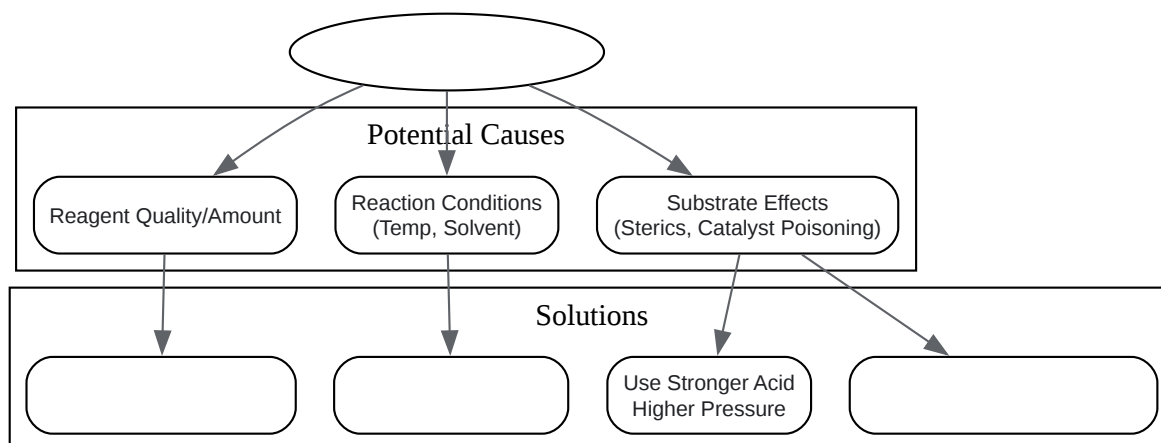 Potential Causes
Reagent Quality/Amount
Reaction Conditions
(Temp, Solvent)
Substrate Effects
(Sterics, Catalyst Poisoning)
Solutions
Use Stronger Acid
Higher Pressure